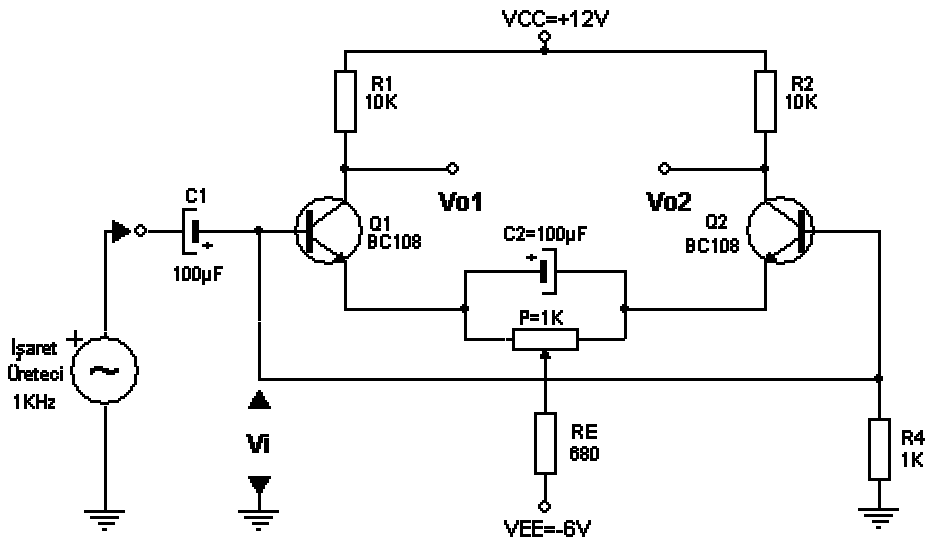 VCC=+12V
R1
10K
R2
10K
C1
+
100µF
Q1
BC108
Vo1
Vo2
Q2
BC108
C2=100µF
+
P=1K
İşaret
Üreteci
1KHz
+
~
Vi
RE
680
R4
1K
VEE=-6V